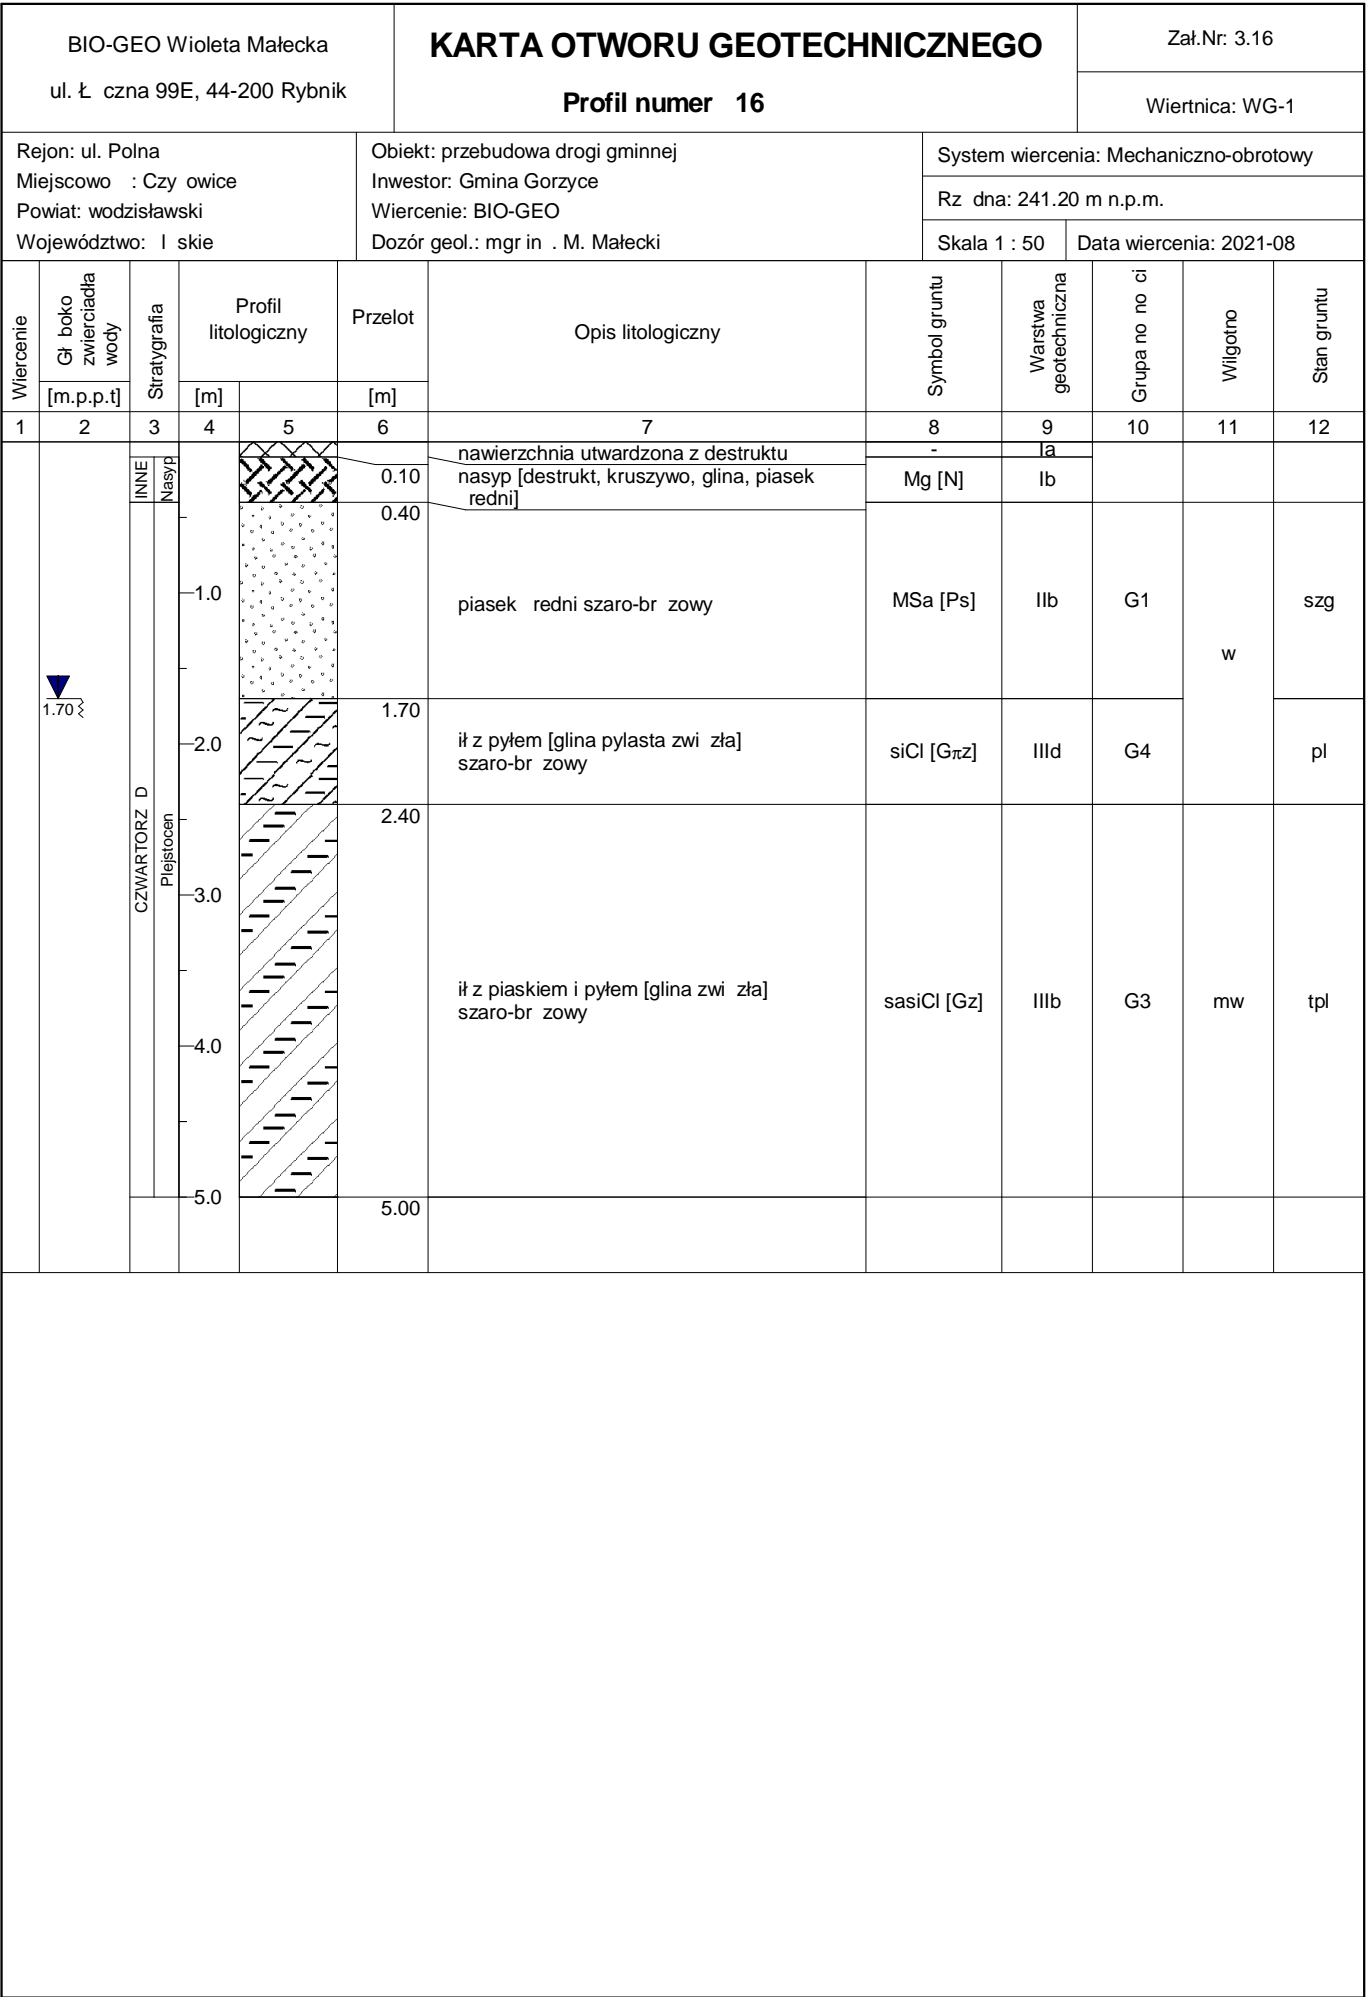 BIO-GEO Wioleta Małecka
ul. Ł czna 99E, 44-200 Rybnik
KARTA OTWORU GEOTECHNICZNEGO
Profil numer 16
Zał.Nr: 3.16
Wiertnica: WG-1
Rejon: ul. Polna
Miejscowo : Czy owice
Powiat: wodzisławski
Województwo: l skie
Obiekt: przebudowa drogi gminnej
Inwestor: Gmina Gorzyce
Wiercenie: BIO-GEO
Dozór geol.: mgr in . M. Małecki
System wiercenia: Mechaniczno-obrotowy
Rz dna: 241.20 m n.p.m.
Skala 1 : 50
Data wiercenia: 2021-08
Wiercenie
Gł boko
zwierciadła
wody
[m.p.p.t]
Stratygrafia
Profil
litologiczny
[m]
Przelot
[m]
Opis litologiczny
Symbol gruntu
Warstwa
geotechniczna
Grupa no no ci
Wilgotno
Stan gruntu
1 2 3 4 5 6 7 8 9 10 11 12
nawierzchnia utwardzona z destruktu
- Ia
INNE
Nasyp
0.10
nasyp [destrukt, kruszywo, glina, piasek
redni]
Mg [N] Ib
0.40
1.0
piasek redni szaro-br zowy
MSa [Ps] IIb G1 szg
w
1.70
1.70
2.0
ił z pyłem [glina pylasta zwi zła]
szaro-br zowy
siCl [Gπz] IIId G4 pl
2.40
CZWARTORZ D
Plejstocen
3.0
ił z piaskiem i pyłem [glina zwi zła]
szaro-br zowy
sasiCl [Gz] IIIb G3 mw tpl
4.0
5.0
5.00